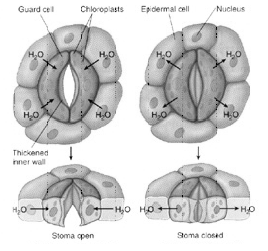 Guard cell Chloroplasts Epidermal cell Nucleus
H₂O H₂O H₂O H₂O
H₂O H₂O H₂O H₂O
Thickened
inner wall
H₂O H₂O H₂O H₂O
Stoma open Stoma closed